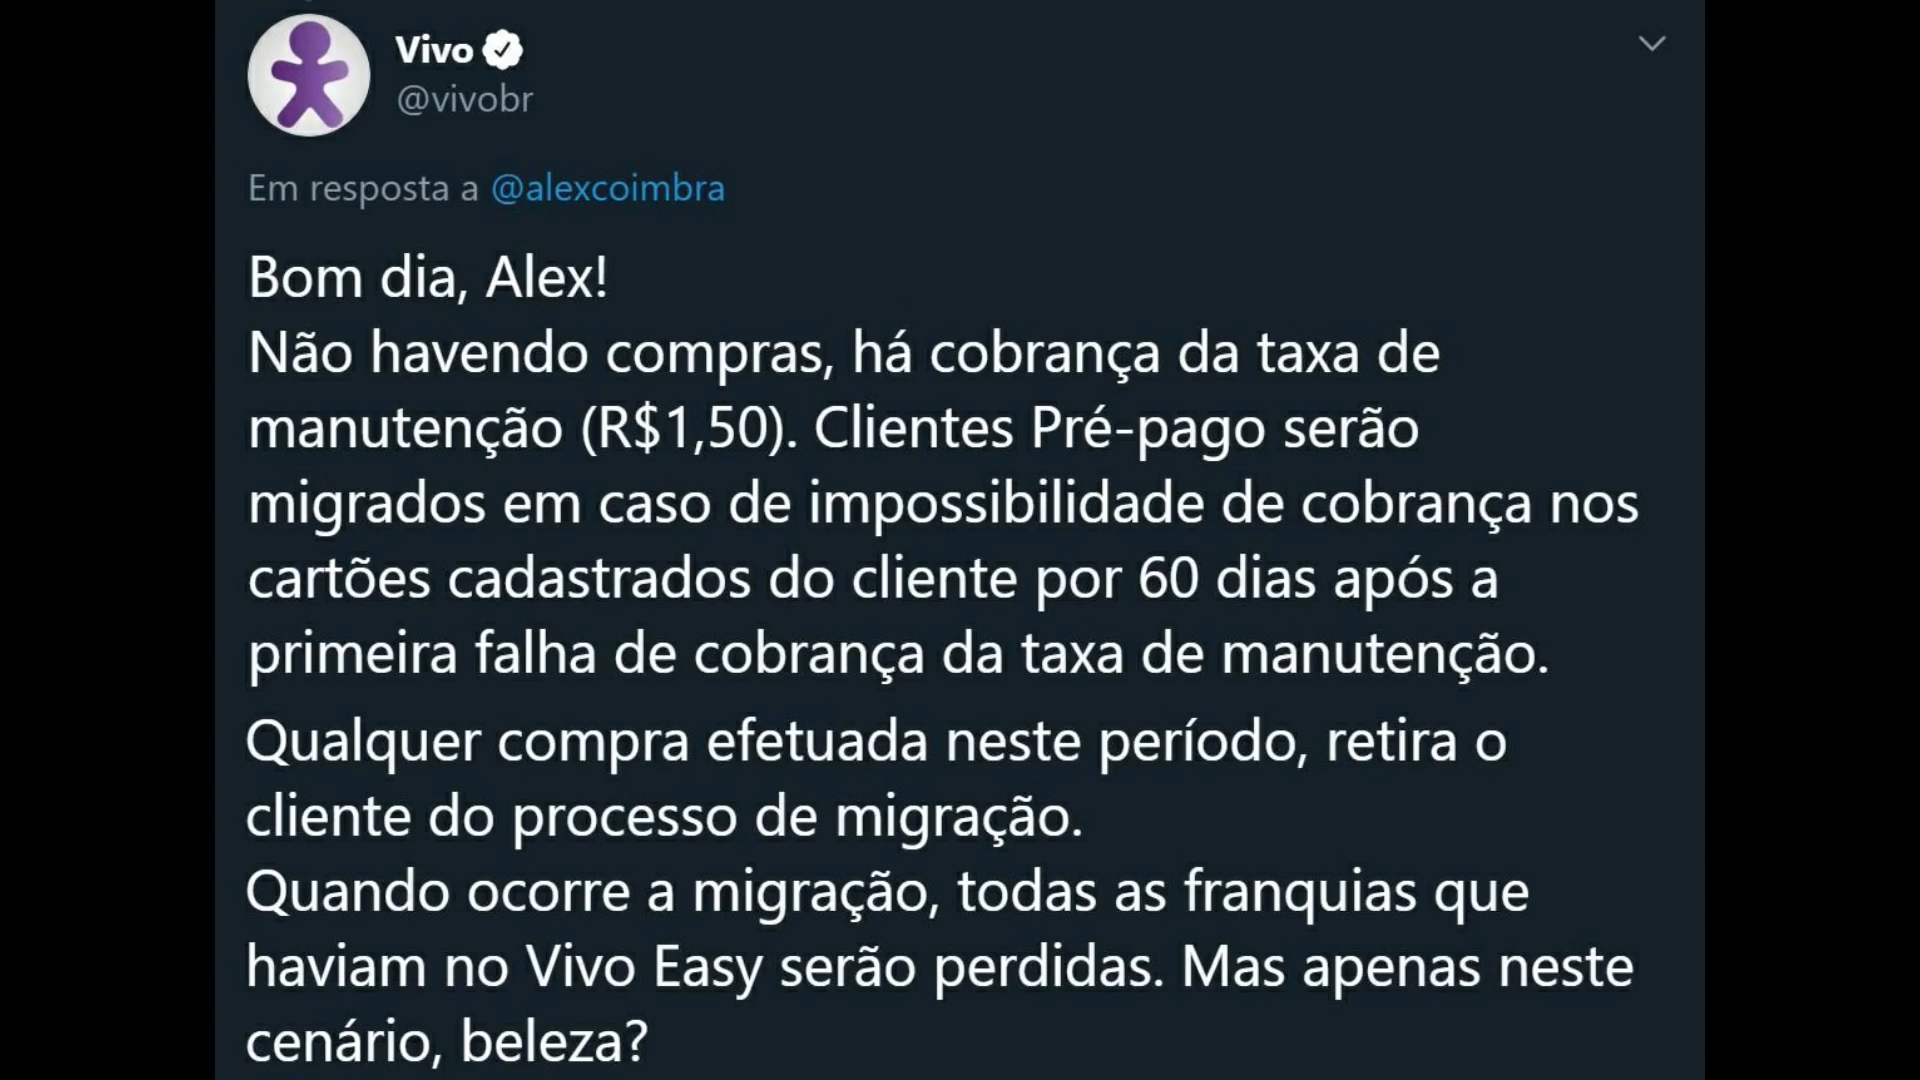 Vivo
@vivobr
Em resposta a @alexcoimbra
Bom dia, Alex!
Não havendo compras, há cobrança da taxa de
manutenção (R$1,50). Clientes Pré-pago serão
migrados em caso de impossibilidade de cobrança nos
cartões cadastrados do cliente por 60 dias após a
primeira falha de cobrança da taxa de manutenção.
Qualquer compra efetuada neste período, retira o
cliente do processo de migração.
Quando ocorre a migração, todas as franquias que
haviam no Vivo Easy serão perdidas. Mas apenas neste
cenário, beleza?